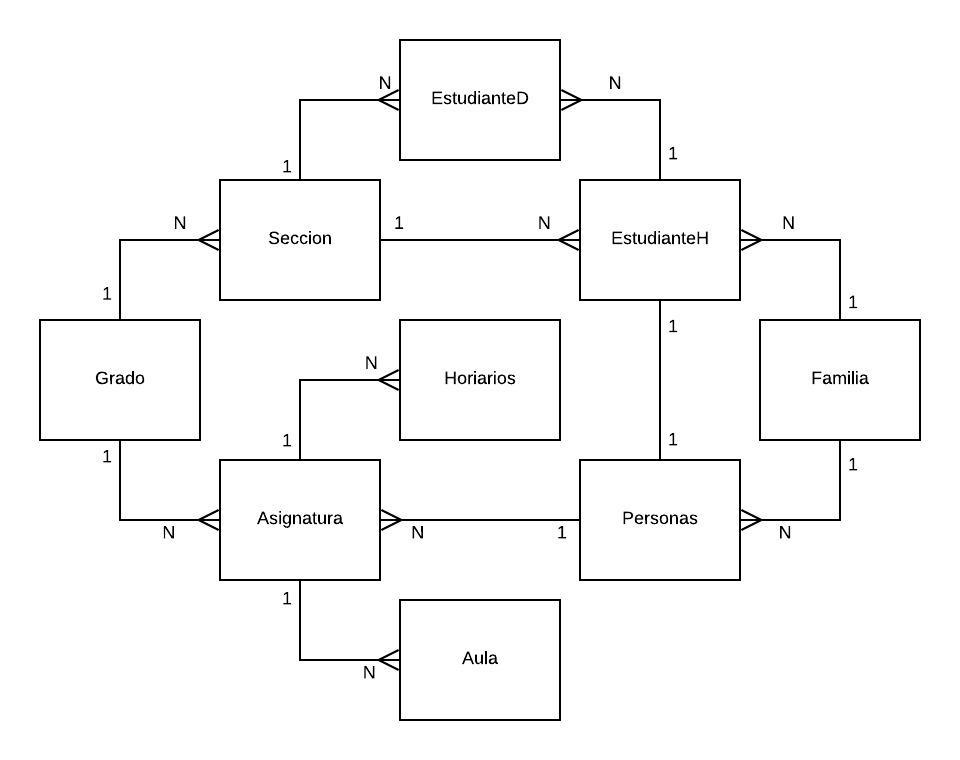 EstudianteD
N
N
1
1
Seccion
1
N
EstudianteH
N
N
1
1
1
Grado
N
Horiarios
Familia
1
1
1
1
Asignatura
N
N
1
Personas
N
1
N
Aula